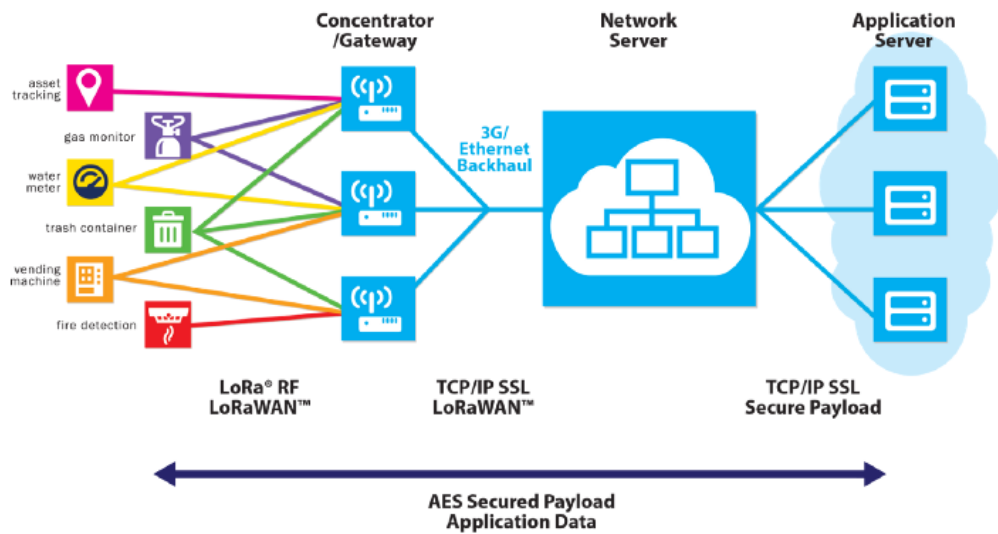 Concentrator
/Gateway
Network
Server
Application
Server
asset
tracking
gas monitor
water
meter
trash container
vending
machine
fire detection
3G/
Ethernet
Backhaul
LoRa® RF
LoRaWAN™
TCP/IP SSL
LoRaWAN™
TCP/IP SSL
Secure Payload
AES Secured Payload
Application Data